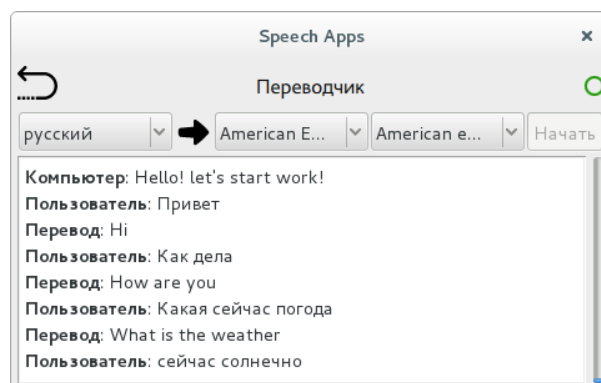 Speech Apps
Переводчик
русский American E... American e... Начать
Компьютер: Hello! let's start work!
Пользователь: Привет
Перевод: Hi
Пользователь: Как дела
Перевод: How are you
Пользователь: Какая сейчас погода
Перевод: What is the weather
Пользователь: сейчас солнечно